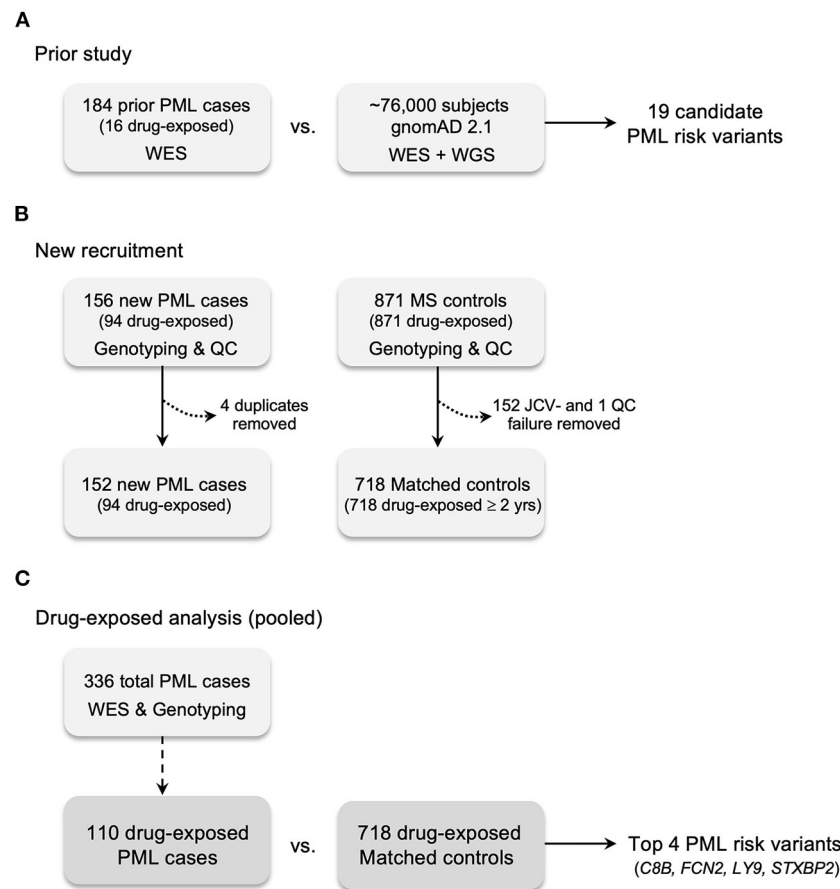 A
Prior study
184 prior PML cases
(16 drug-exposed)
WES
vs.
~76,000 subjects
gnomAD 2.1
WES + WGS
19 candidate
PML risk variants
B
New recruitment
156 new PML cases
(94 drug-exposed)
Genotyping & QC
871 MS controls
(871 drug-exposed)
Genotyping & QC
4 duplicates
removed
152 JCV- and 1 QC
failure removed
152 new PML cases
(94 drug-exposed)
718 Matched controls
(718 drug-exposed ≥ 2 yrs)
C
Drug-exposed analysis (pooled)
336 total PML cases
WES & Genotyping
110 drug-exposed
PML cases
vs.
718 drug-exposed
Matched controls
Top 4 PML risk variants
(C8B, FCN2, LY9, STXBP2)